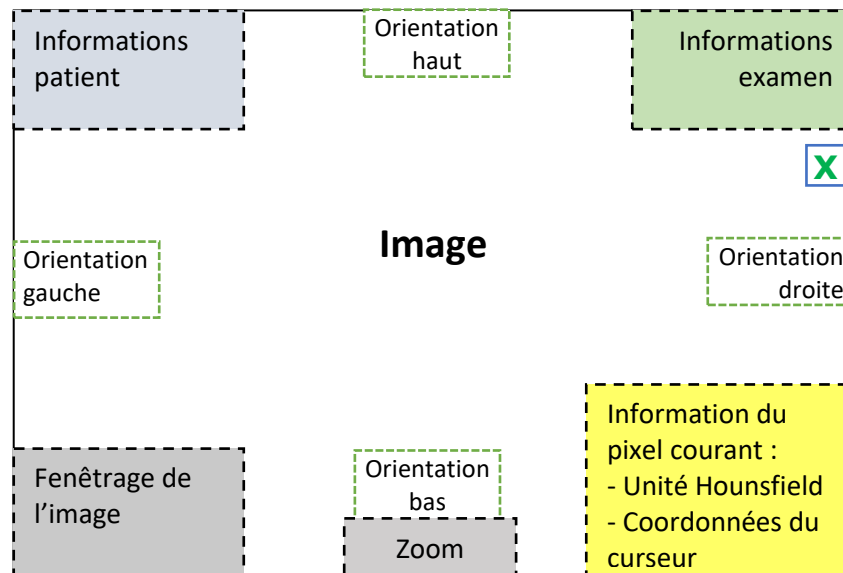 Informations
patient
Orientation
haut
Informations
examen
X
Image
Orientation
gauche
Orientation
droite
Fenêtrage de
l’image
Orientation
bas
Zoom
Information du
pixel courant :
- Unité Hounsfield
- Coordonnées du
curseur